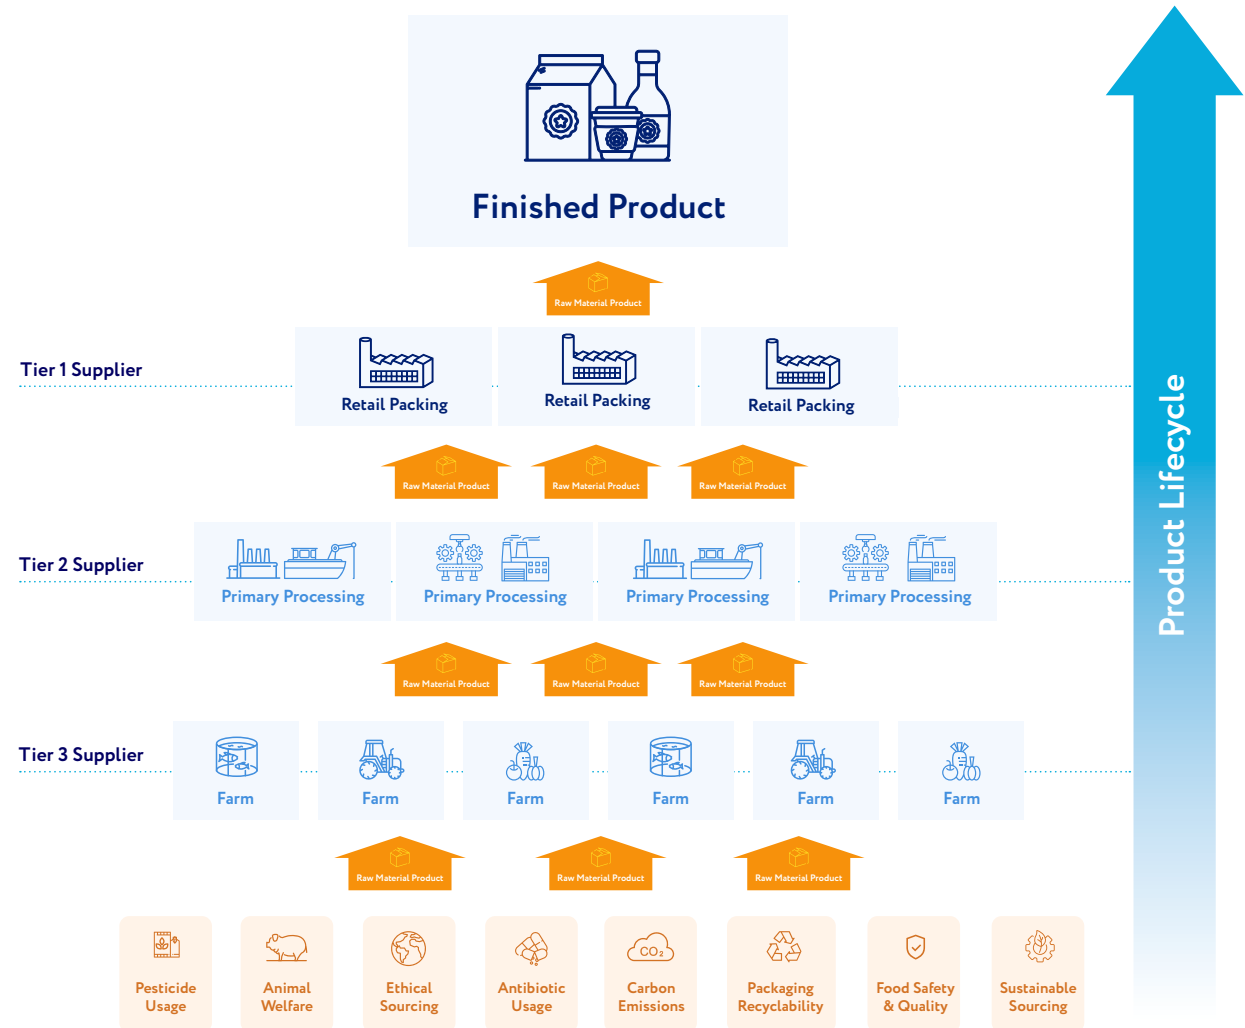 Finished Product
Raw Material Product
Tier 1 Supplier
Retail Packing
Retail Packing
Retail Packing
Raw Material Product
Raw Material Product
Raw Material Product
Tier 2 Supplier
Primary Processing
Primary Processing
Primary Processing
Primary Processing
Raw Material Product
Raw Material Product
Raw Material Product
Tier 3 Supplier
Farm
Farm
Farm
Farm
Farm
Farm
Raw Material Product
Raw Material Product
Raw Material Product
Pesticide
Usage
Animal
Welfare
Ethical
Sourcing
Antibiotic
Usage
CO₂
Carbon
Emissions
Packaging
Recyclability
Food Safety
& Quality
Sustainable
Sourcing
Product Lifecycle